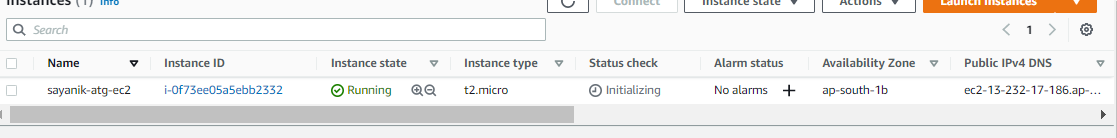 Instances (1) Info
Connect
Instance state
Actions
Launch instances
Search
1
Name Instance ID Instance state Instance type Status check Alarm status Availability Zone Public IPv4 DNS
sayanik-atg-ec2 i-0f73ee05a5ebb2332 Running t2.micro Initializing No alarms + ap-south-1b ec2-13-232-17-186.ap-...